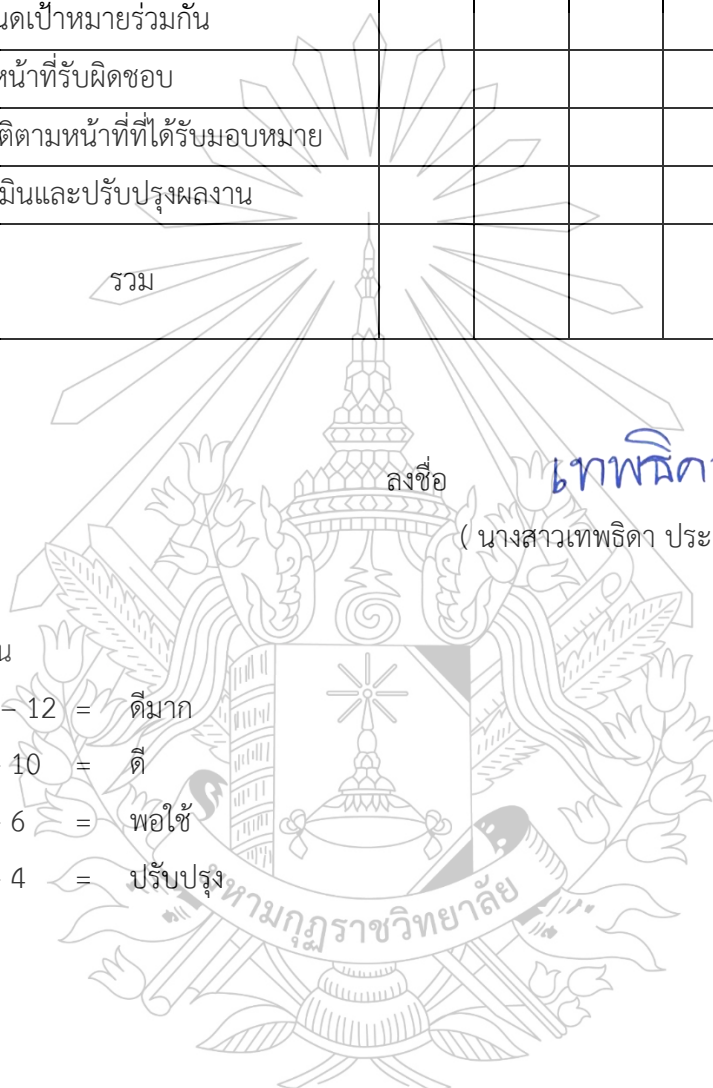 นดเป้าหมายร่วมกัน
หน้าที่รับผิดชอบ
ติตามหน้าที่ที่ได้รับมอบหมาย
มินและปรับปรุงผลงาน
รวม
ลงชื่อ เทพธิดา
( นางสาวเทพธิดา ประ
น
– 12 = ดีมาก
- 10 = ดี
- 6 = พอใช้
- 4 = ปรับปรุง
มหามกุฏราชวิทยาลัย